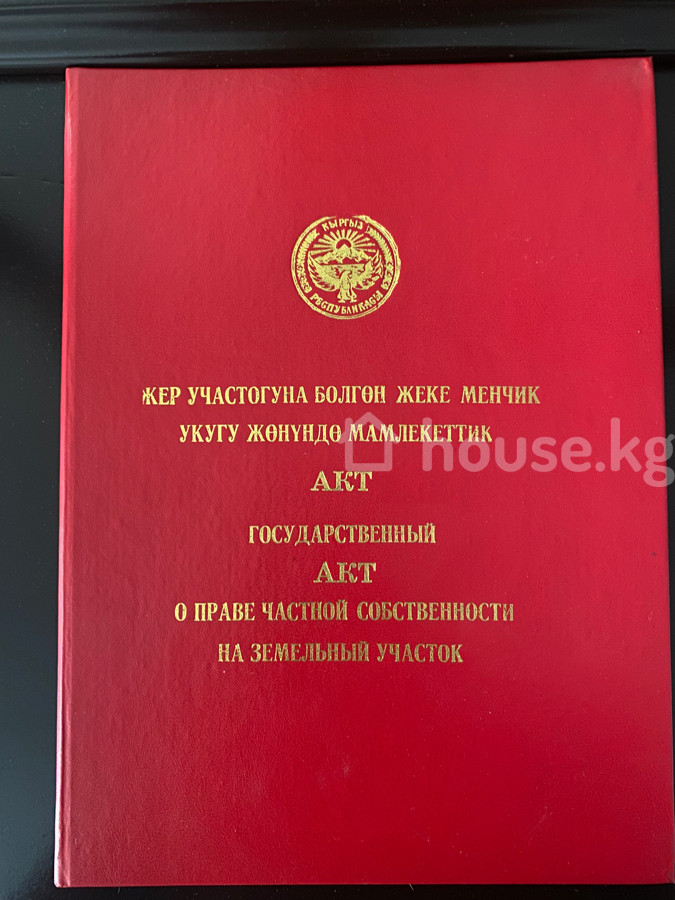 КЫРГЫЗ
РЕСПУБЛИКАСЫ
ЖЕР УЧАСТОГУНА БОЛГӨН ЖЕКЕ МЕНЧИК
УКУГУ ЖӨНҮНДӨ МАМЛЕКЕТТИК
house.kg
АКТ
ГОСУДАРСТВЕННЫЙ
АКТ
О ПРАВЕ ЧАСТНОЙ СОБСТВЕННОСТИ
НА ЗЕМЕЛЬНЫЙ УЧАСТОК